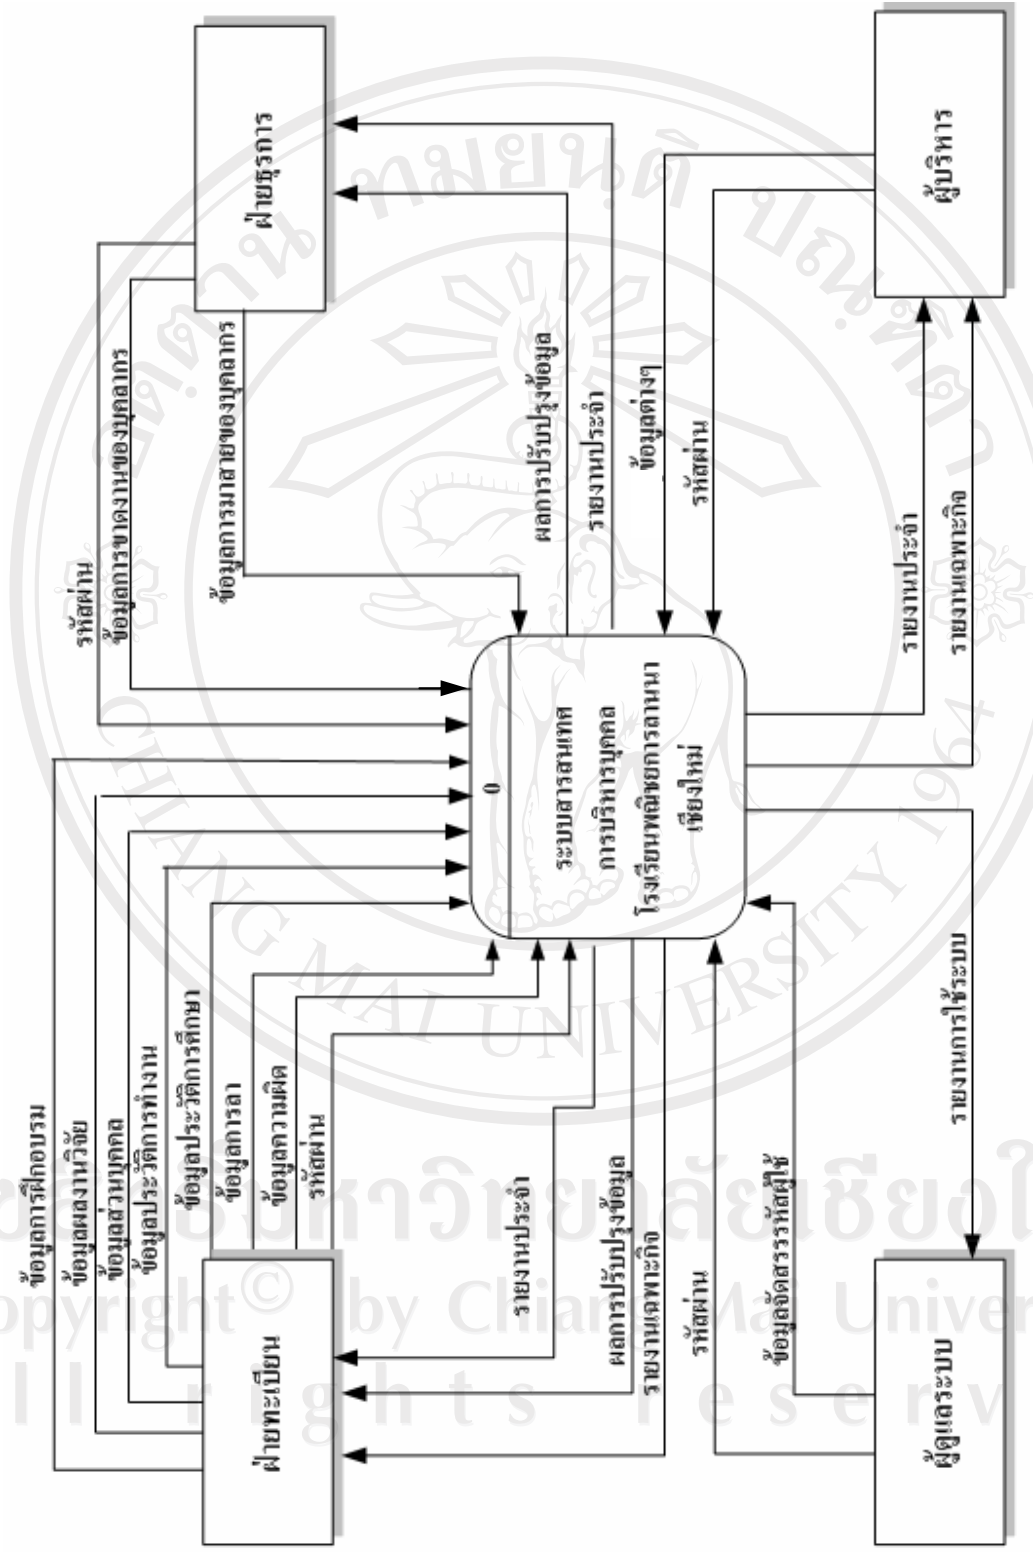 ข้อมูลการฝึกอบรม
ข้อมูลผลงานวิจัย
ข้อมูลส่วนบุคคล
ข้อมูลประวัติการทำงาน
ข้อมูลประวัติการศึกษา
ข้อมูลการลา
ข้อมูลความผิด
รหัสผ่าน
ฝ่ายทะเบียน
รายงานประจำ
ผลการปรับปรุงข้อมูล
รายงานเฉพาะกิจ
รหัสผ่าน
ข้อมูลการขาดงานของบุคลากร
ข้อมูลการมาสายของบุคลากร
ฝ่ายธุรการ
ผลการปรับปรุงข้อมูล
รายงานประจำ
0
ระบบสารสนเทศ
การบริหารบุคคล
โรงเรียนพณิชยการลานนา
เชียงใหม่
ข้อมูลต่างๆ
รหัสผ่าน
ผู้บริหาร
รายงานประจำ
รายงานเฉพาะกิจ
รหัสผ่าน
ข้อมูลจัดสรรรหัสผู้ใช้
ผู้ดูแลระบบ
รายงานการใช้ระบบ
CHIANG MAI UNIVERSITY 1964
opyright © by Chiang Mai Univer
ll rights reserv